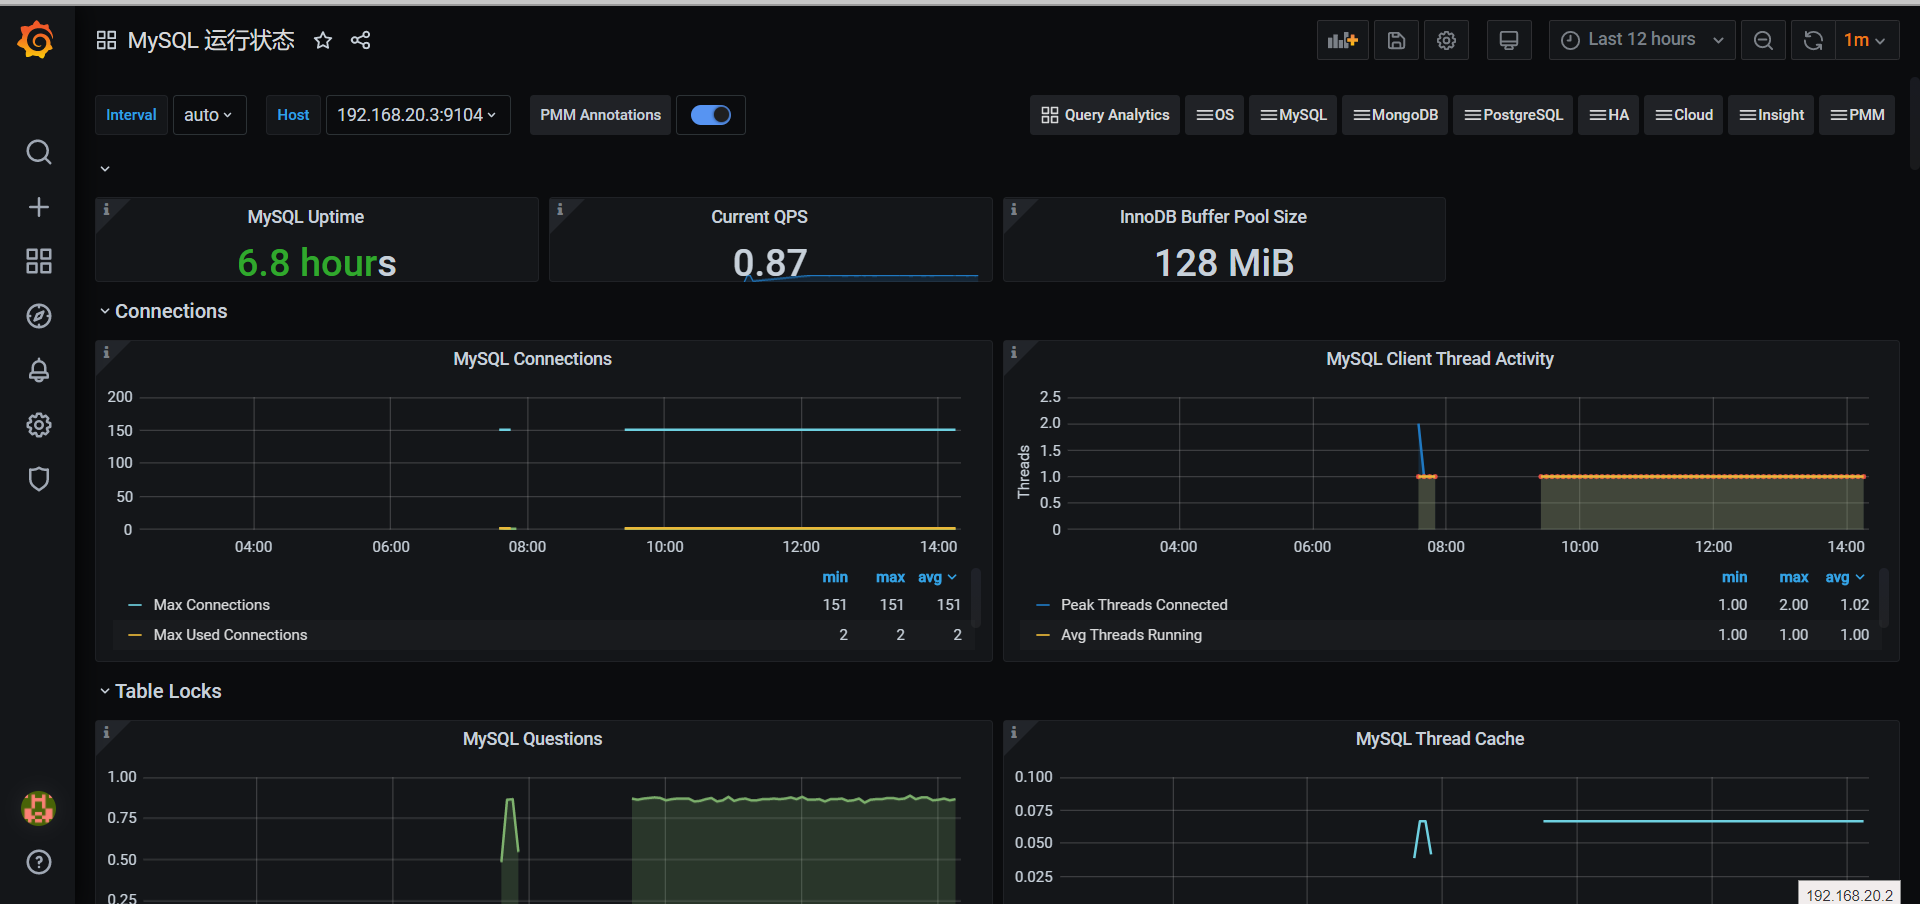 MySQL 运行状态
Last 12 hours
1m
Interval
auto
Host
192.168.20.3:9104
PMM Annotations
Query Analytics
OS
MySQL
MongoDB
PostgreSQL
HA
Cloud
Insight
PMM
MySQL Uptime
6.8 hours
Current QPS
0.87
InnoDB Buffer Pool Size
128 MiB
Connections
MySQL Connections
200
150
100
50
0
04:00 06:00 08:00 10:00 12:00 14:00
min max avg
Max Connections 151 151 151
Max Used Connections 2 2 2
MySQL Client Thread Activity
Threads
2.5
2.0
1.5
1.0
0.5
0
04:00 06:00 08:00 10:00 12:00 14:00
min max avg
Peak Threads Connected 1.00 2.00 1.02
Avg Threads Running 1.00 1.00 1.00
Table Locks
MySQL Questions
1.00
0.75
0.50
0.25
MySQL Thread Cache
0.100
0.075
0.050
0.025
192.168.20.2